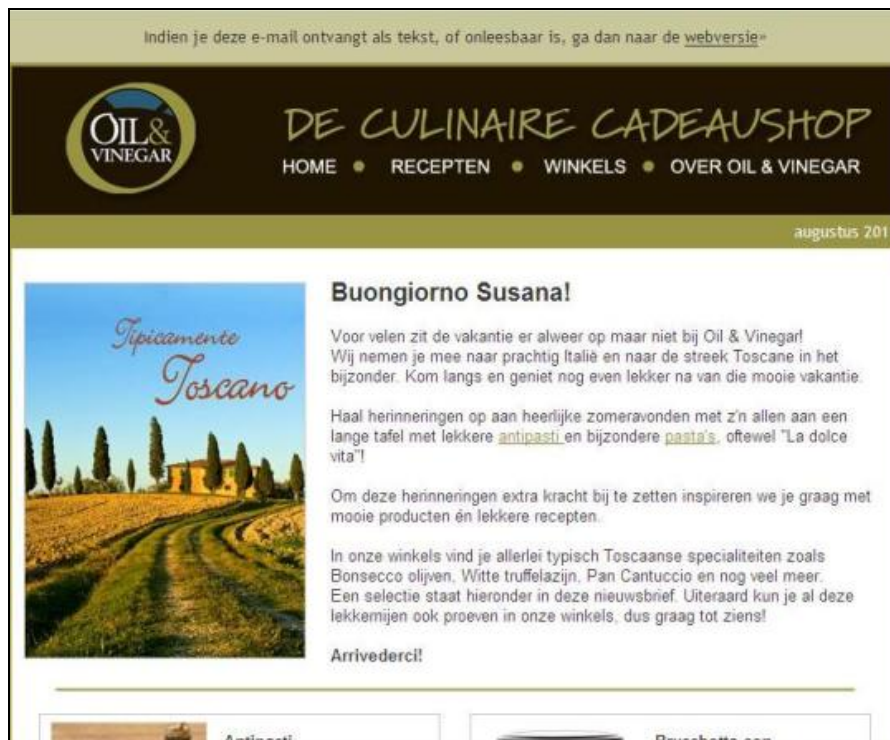 Indien je deze e-mail ontvangt als tekst, of onleesbaar is, ga dan naar de webversie»
OIL&
VINEGAR
DE CULINAIRE CADEAUSHOP
HOME • RECEPTEN • WINKELS • OVER OIL & VINEGAR
augustus 201
Tipicamente
Toscano
Buongiorno Susana!
Voor velen zit de vakantie er alweer op maar niet bij Oil & Vinegar!
Wij nemen je mee naar prachtig Italië en naar de streek Toscane in het
bijzonder. Kom langs en geniet nog even lekker na van die mooie vakantie.
Haal herinneringen op aan heerlijke zomeravonden met z'n allen aan een
lange tafel met lekkere antipasti en bijzondere pasta's, oftewel "La dolce
vita"!
Om deze herinneringen extra kracht bij te zetten inspireren we je graag met
mooie producten én lekkere recepten.
In onze winkels vind je allerlei typisch Toscaanse specialiteiten zoals
Bonsecco olijven, Witte truffelazijn, Pan Cantuccio en nog veel meer.
Een selectie staat hieronder in deze nieuwsbrief. Uiteraard kun je al deze
lekkernijen ook proeven in onze winkels, dus graag tot ziens!
Arrivederci!